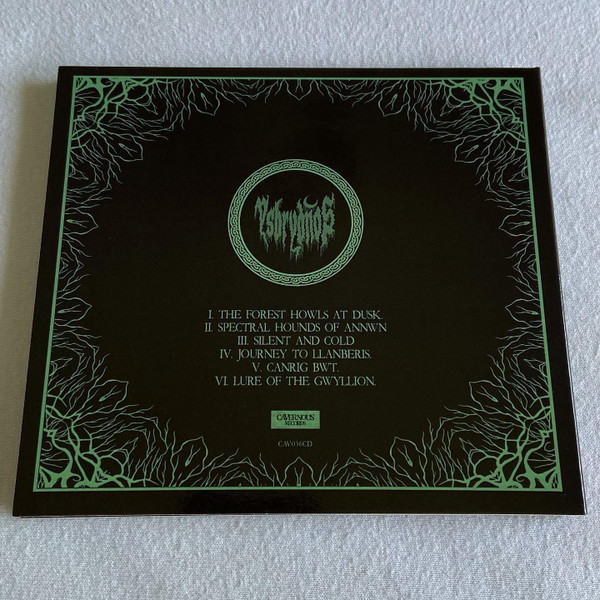 Ysbrydnos
I. THE FOREST HOWLS AT DUSK.
II. SPECTRAL HOUNDS OF ANNWN
III. SILENT AND COLD
IV. JOURNEY TO LLANBERIS.
V. CANRIG BWT.
VI. LURE OF THE GWYLLION.
CAVERNOUS
RECORDS
CAV036CD